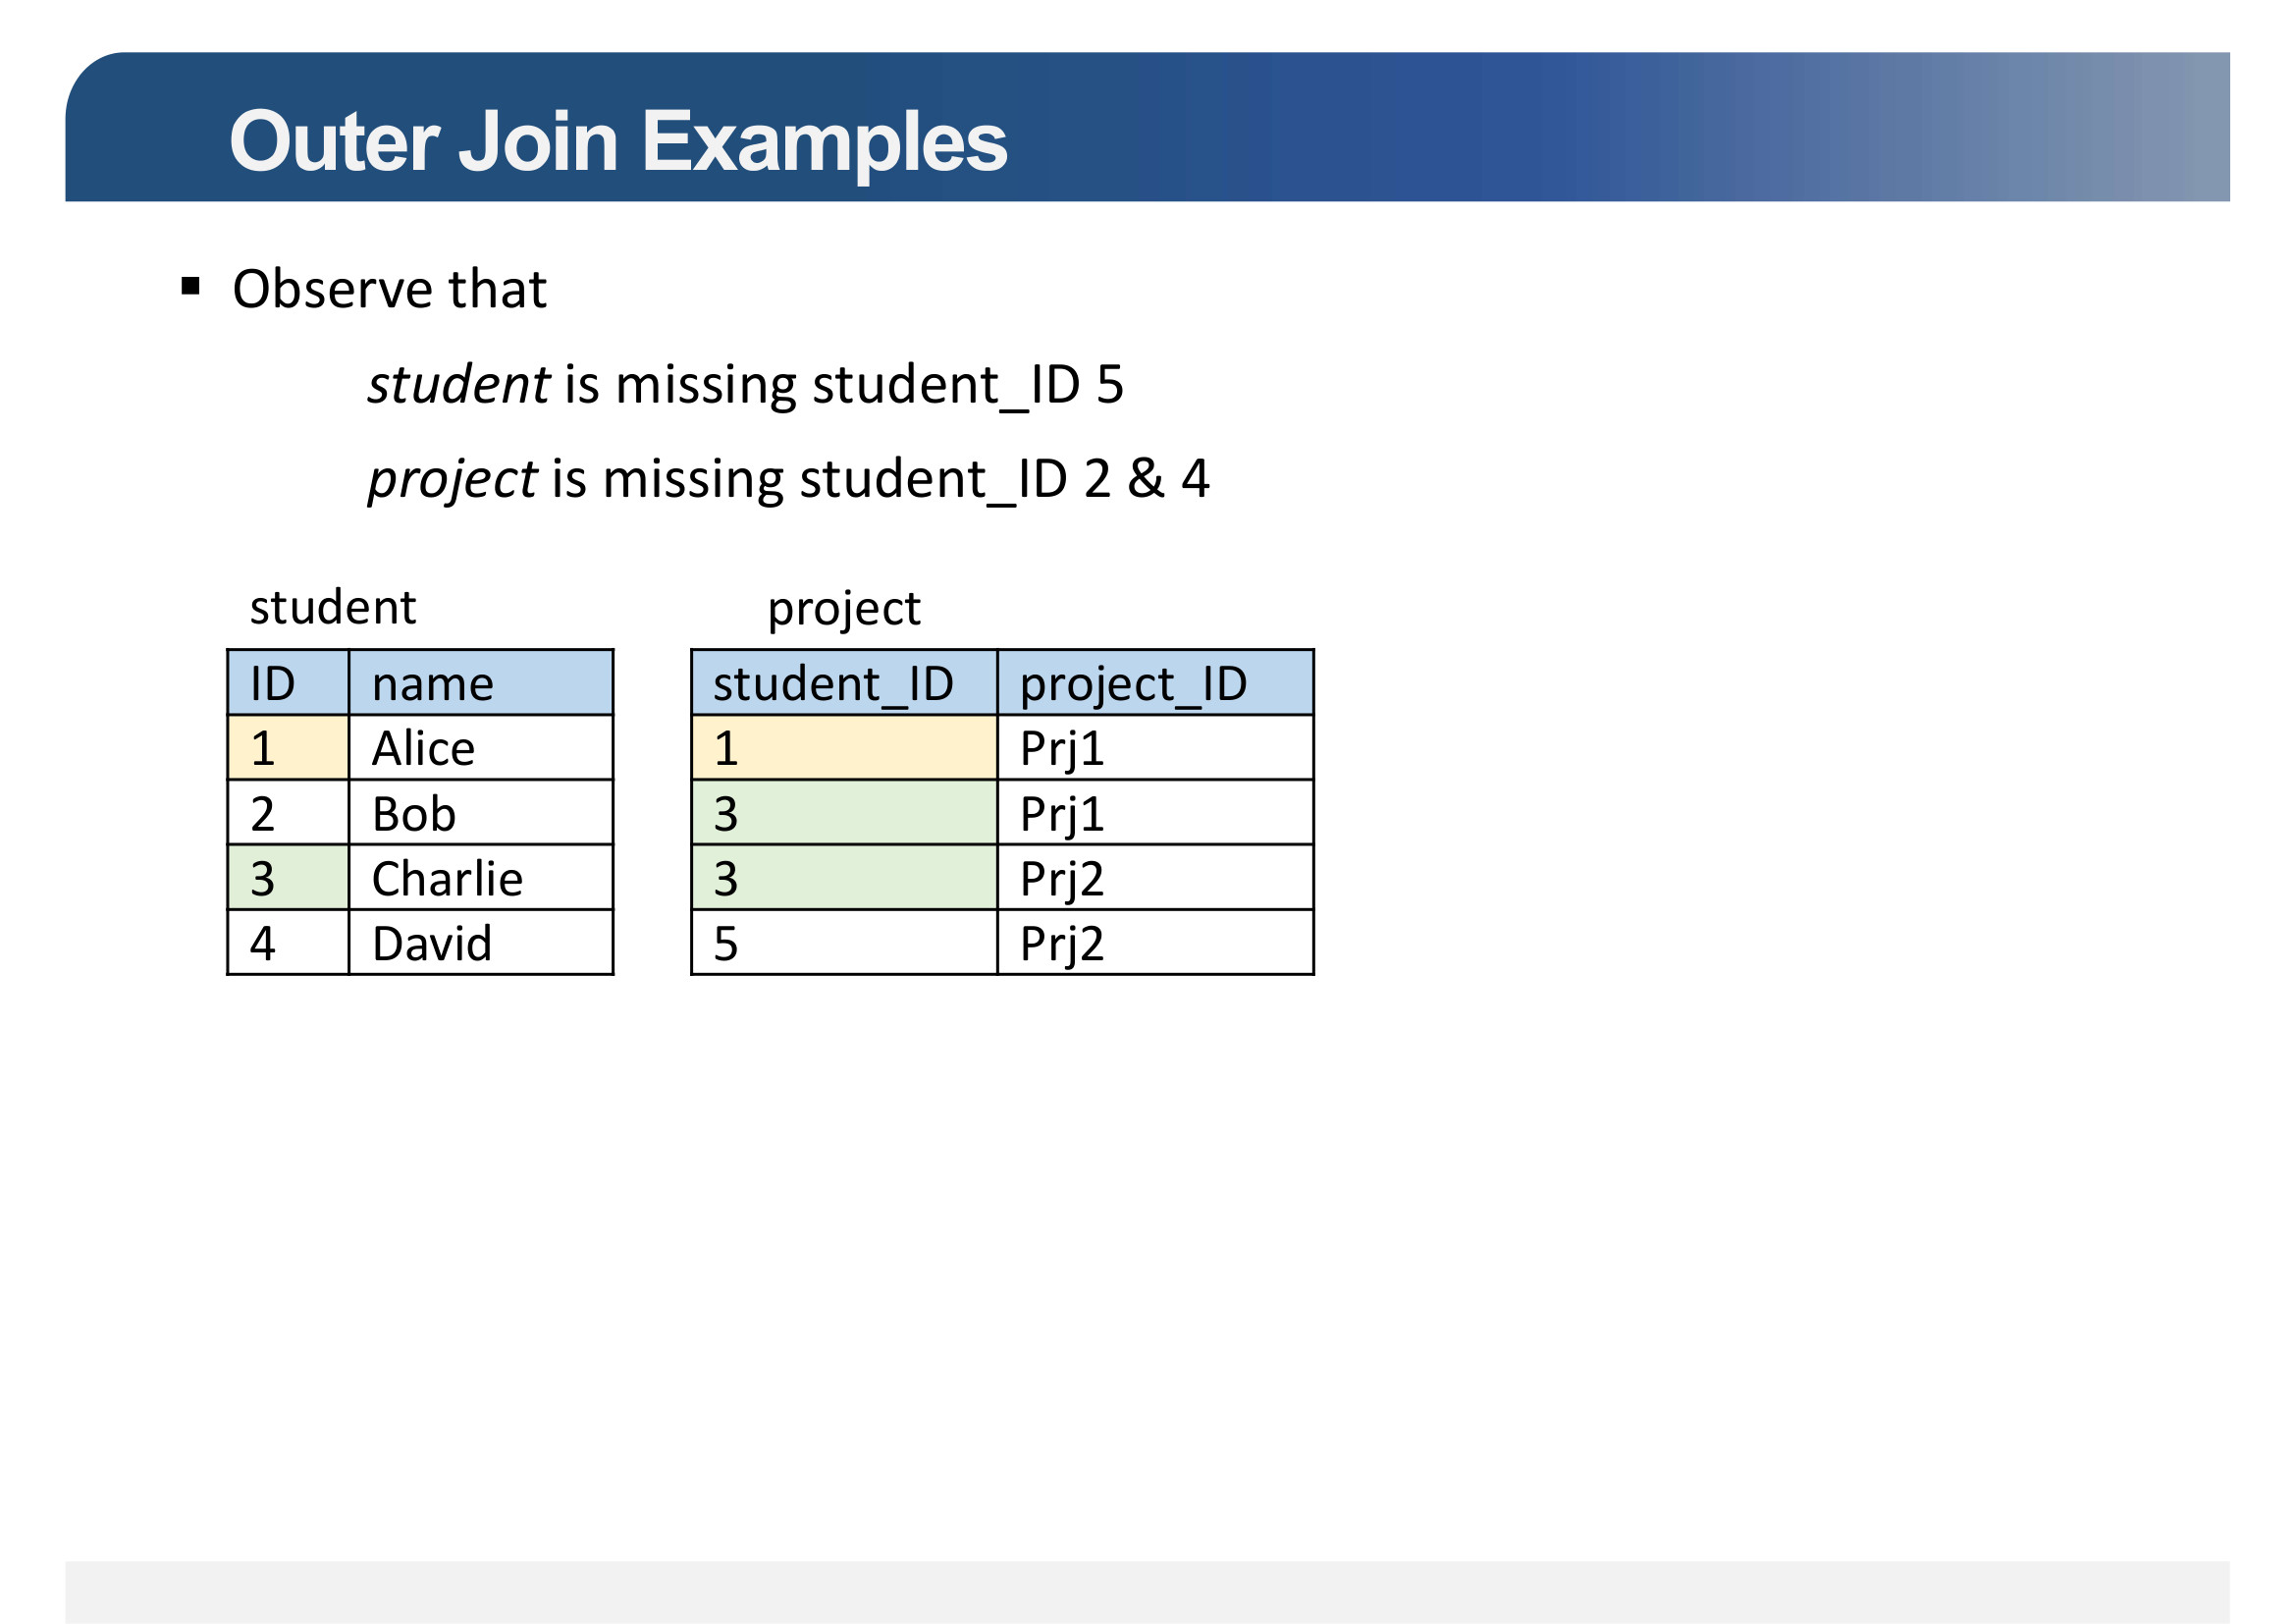 Outer Join Examples
▪ Observe that
student is missing student_ID 5
project is missing student_ID 2 & 4
student project
ID name student_ID project_ID
1 Alice 1 Prj1
2 Bob 3 Prj1
3 Charlie 3 Prj2
4 David 5 Prj2